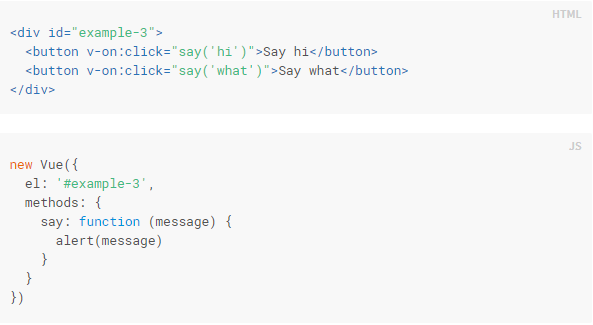 HTML
<div id="example-3">
  <button v-on:click="say('hi')">Say hi</button>
  <button v-on:click="say('what')">Say what</button>
</div>
JS
new Vue({
  el: '#example-3',
  methods: {
    say: function (message) {
      alert(message)
    }
  }
})